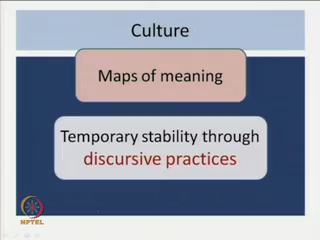 Culture
Maps of meaning
Temporary stability through
discursive practices
NPTEL